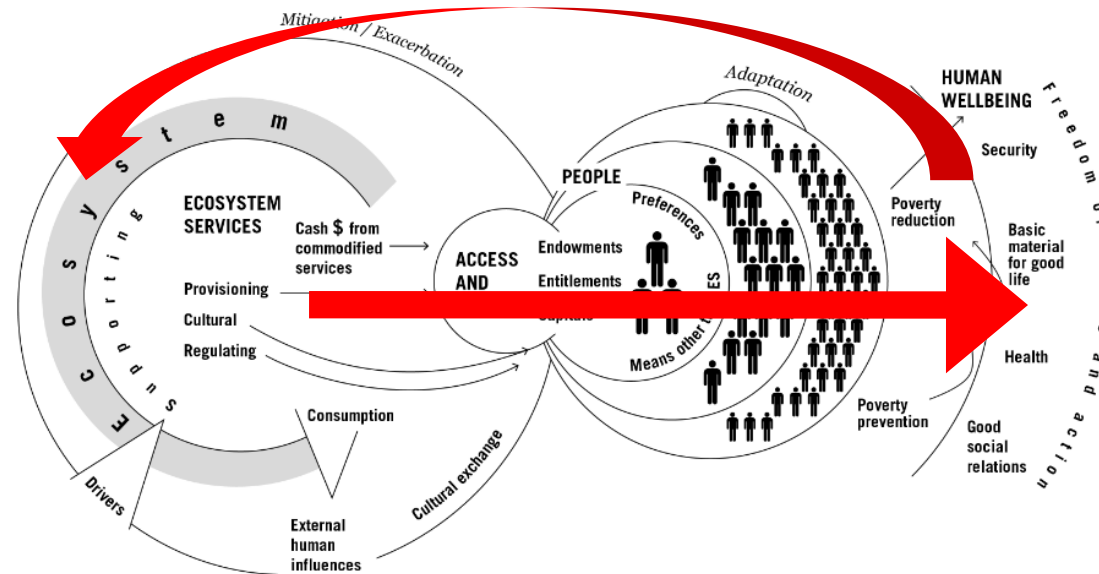 Mitigation / Exacerbation
Ecosystem
supporting
ECOSYSTEM
SERVICES
Cash $ from
commodified
services
Provisioning
Cultural
Regulating
Consumption
Drivers
External
human
influences
Cultural exchange
ACCESS
AND
PEOPLE
Endowments
Entitlements
Capitals
Preferences
Means other
Adaptation
HUMAN
WELLBEING
Security
Poverty
reduction
Basic
material
for good
life
Health
Poverty
prevention
Good
social
relations
Freedom of
and action